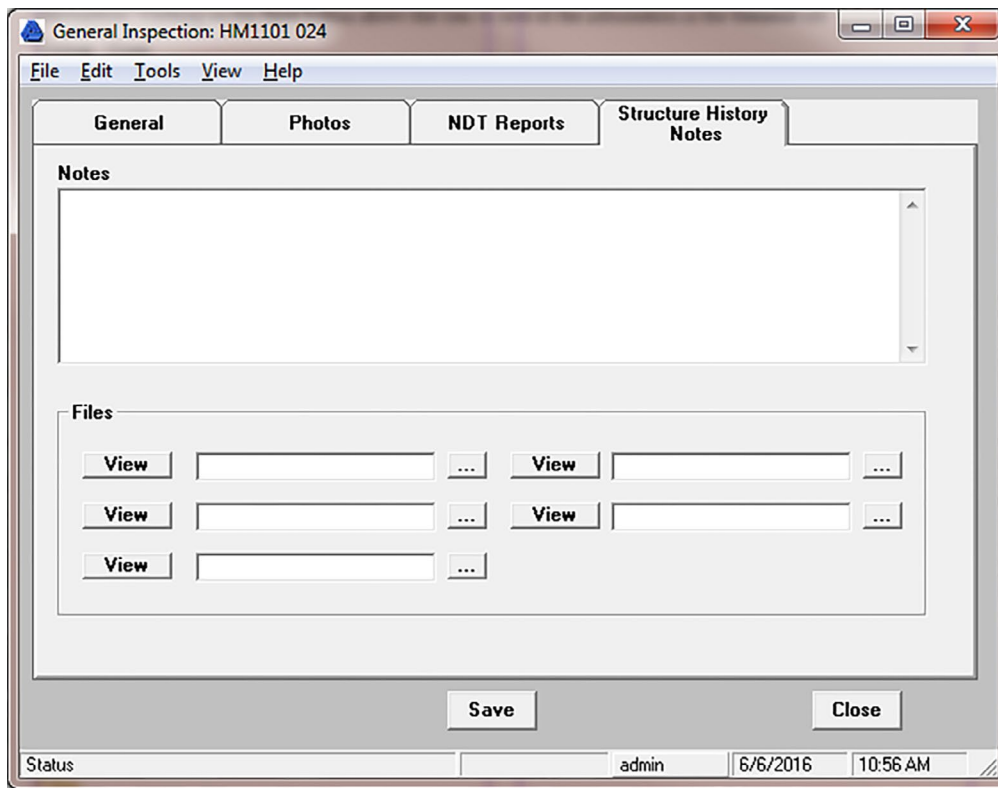 General Inspection: HM1101 024
File Edit Tools View Help
General Photos NDT Reports Structure History
Notes
Notes
Files
View ... View ...
View ... View ...
View ...
Save Close
Status admin 6/6/2016 10:56 AM